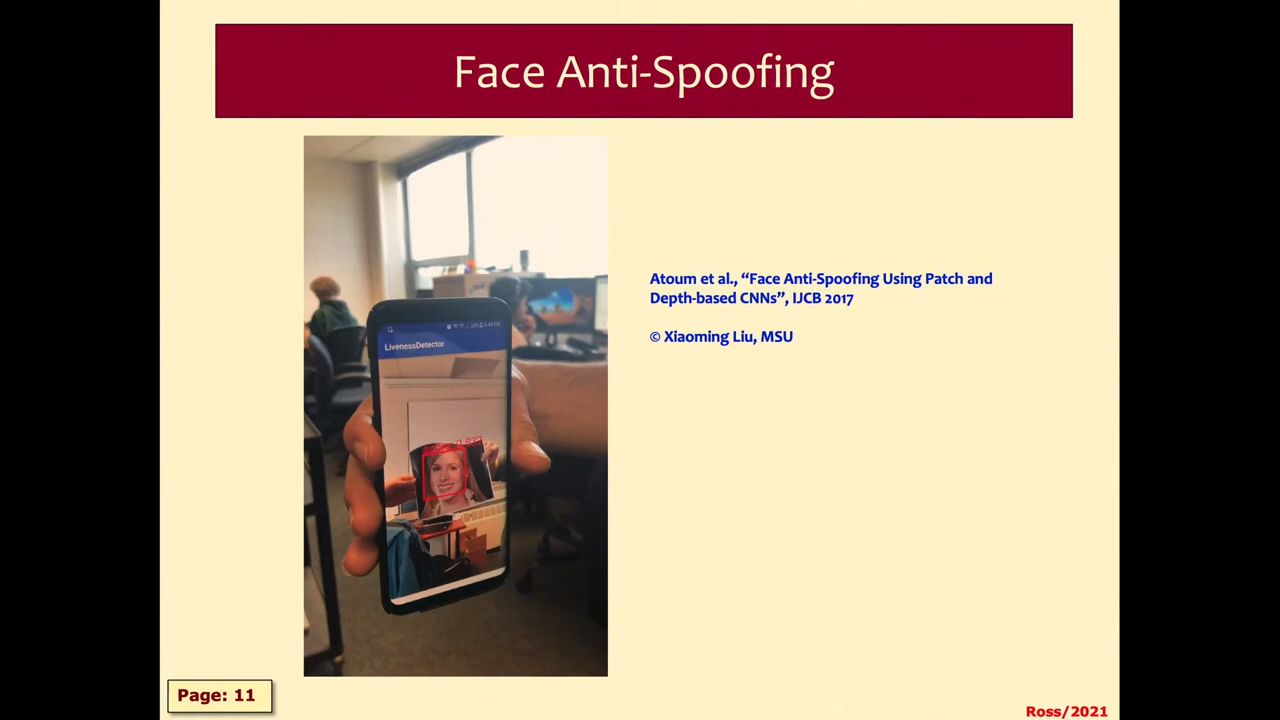 Face Anti-Spoofing
Atoum et al., “Face Anti-Spoofing Using Patch and
Depth-based CNNs”, IJCB 2017
© Xiaoming Liu, MSU
LivenessDetector
Page: 11
Ross/2021